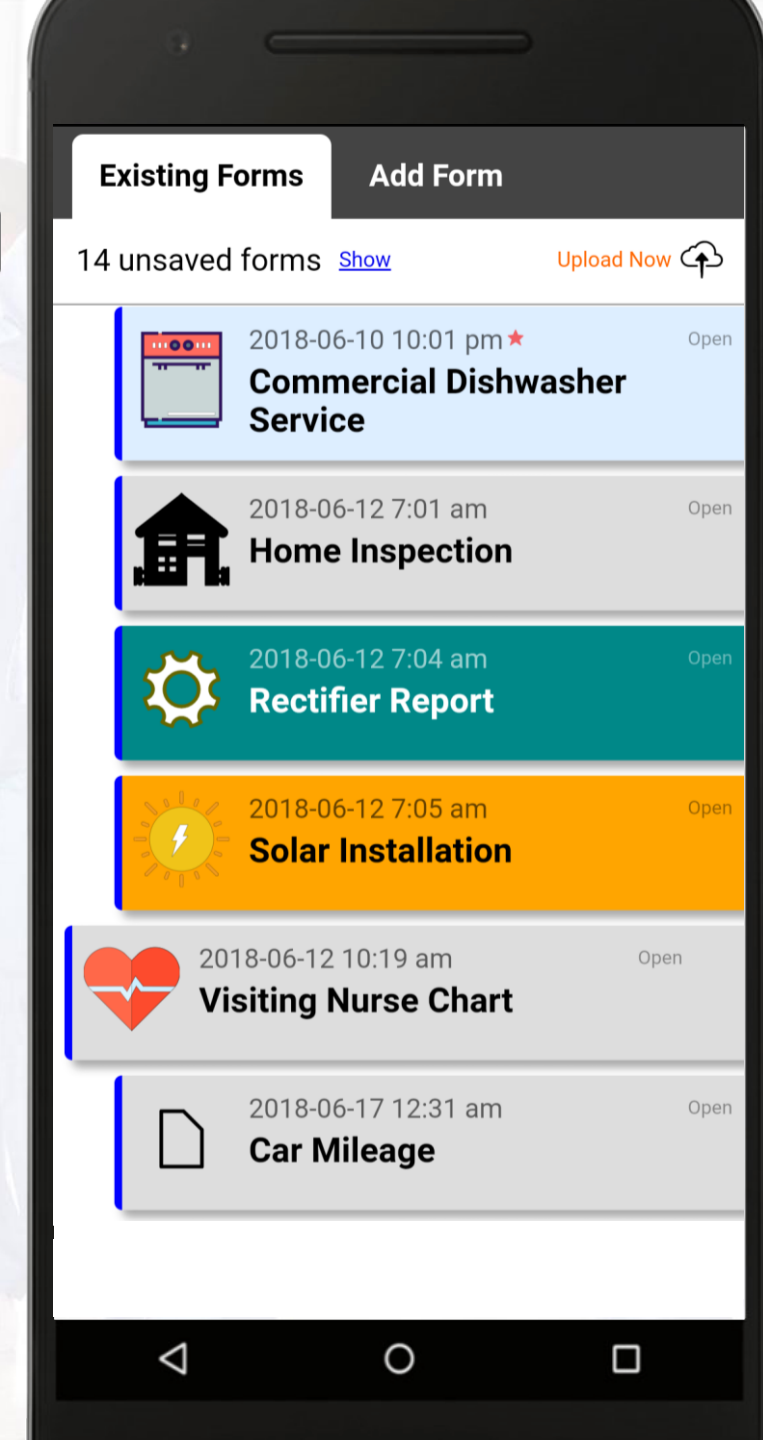 Existing Forms Add Form
14 unsaved forms Show Upload Now
2018-06-10 10:01 pm Open
Commercial Dishwasher
Service
2018-06-12 7:01 am Open
Home Inspection
2018-06-12 7:04 am Open
Rectifier Report
2018-06-12 7:05 am Open
Solar Installation
2018-06-12 10:19 am Open
Visiting Nurse Chart
2018-06-17 12:31 am Open
Car Mileage